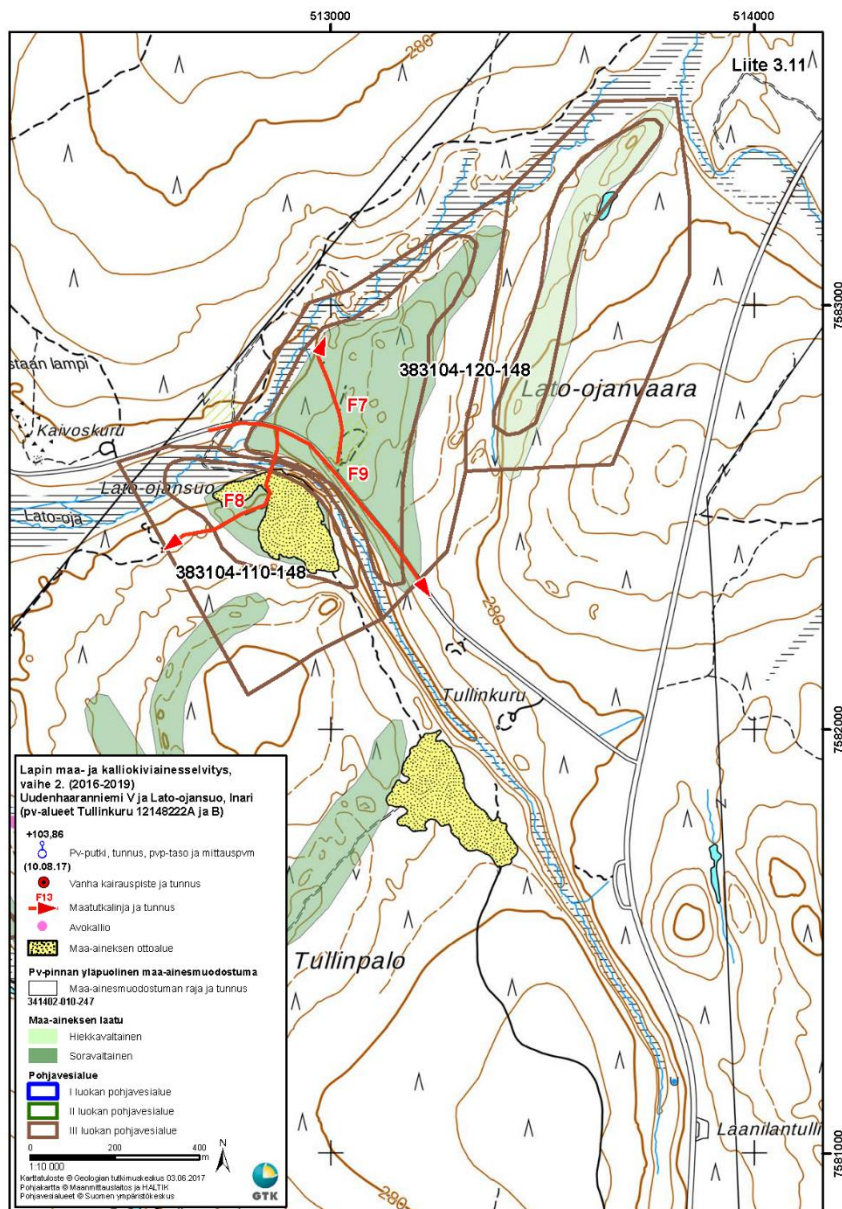 513000
514000
280
Liite 3.11
7583000
staan lampi
383104-120-148
Lato-ojanvaara
F7
Kaivoskuru
F9
Lato-ojansuo
F8
Lato-oja
383104-110-148
280
Tullinkuru
7582000
Lapin maa- ja kalliokiviainesselvitys,
vaihe 2. (2016-2019)
Uudenhaaranniemi V ja Lato-ojansuo, Inari
(pv-alueet Tullinkuru 12148222A ja B)
+103,86
Pv-putki, tunnus, pvp-taso ja mittauspvm
(10.08.17)
Vanha kairauspiste ja tunnus
F13
Maatutkalinja ja tunnus
Avokallio
Maa-aineksen ottoalue
Pv-pinnan yläpuolinen maa-ainesmuodostuma
Maa-ainesmuodostuman raja ja tunnus
341402-010-247
Maa-aineksen laatu
Hiekkavaltainen
Soravaltainen
Pohjavesialue
I luokan pohjavesialue
II luokan pohjavesialue
III luokan pohjavesialue
0 200 400
m
N
1:10 000
Karttatuloste © Geologian tutkimuskeskus 03.06.2017
Pohjakartta © Maanmittauslaitos ja HALTIK
Pohjavesialueet © Suomen ympäristökeskus
GTK
Tullinpalo
Laanilantulli
7581000
280